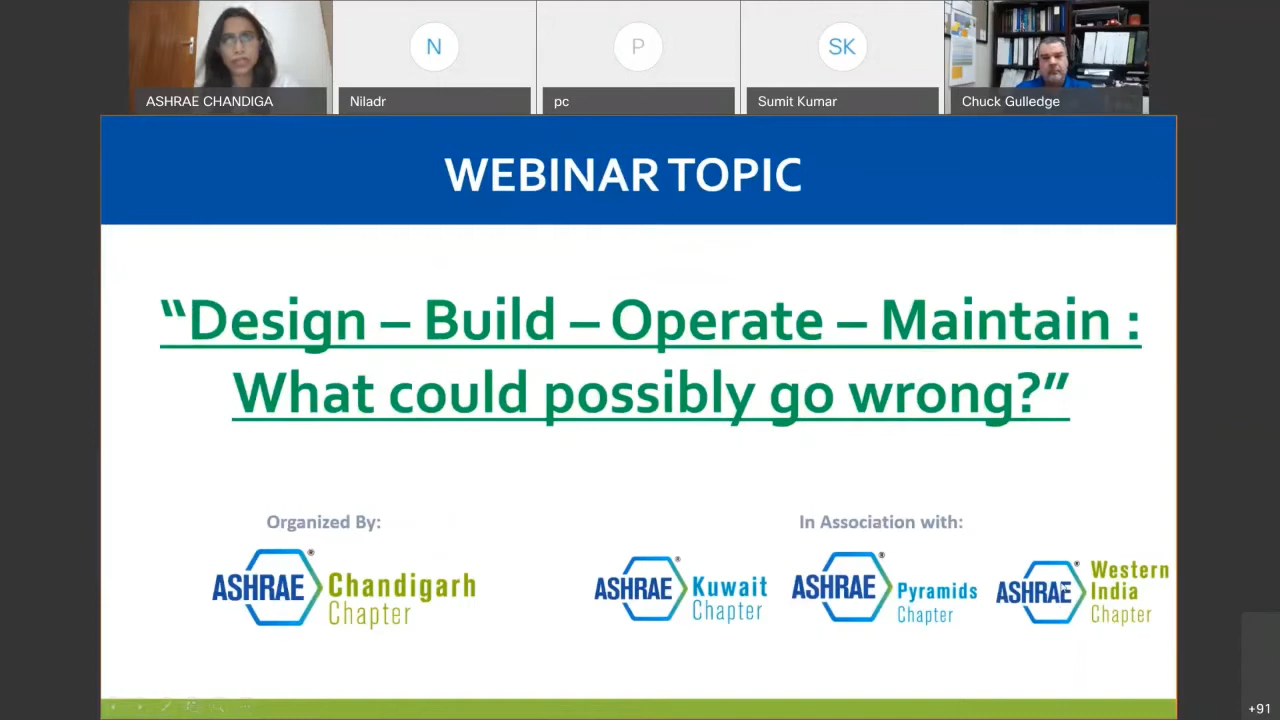 N
P
SK
ASHRAE CHANDIGA
Niladr
pc
Sumit Kumar
Chuck Gulledge
WEBINAR TOPIC
“Design – Build – Operate – Maintain :
What could possibly go wrong?”
Organized By:
In Association with:
ASHRAE® Chandigarh
Chapter
ASHRAE® Kuwait
Chapter
ASHRAE® Pyramids
Chapter
ASHRAE® Western
India
Chapter
+91